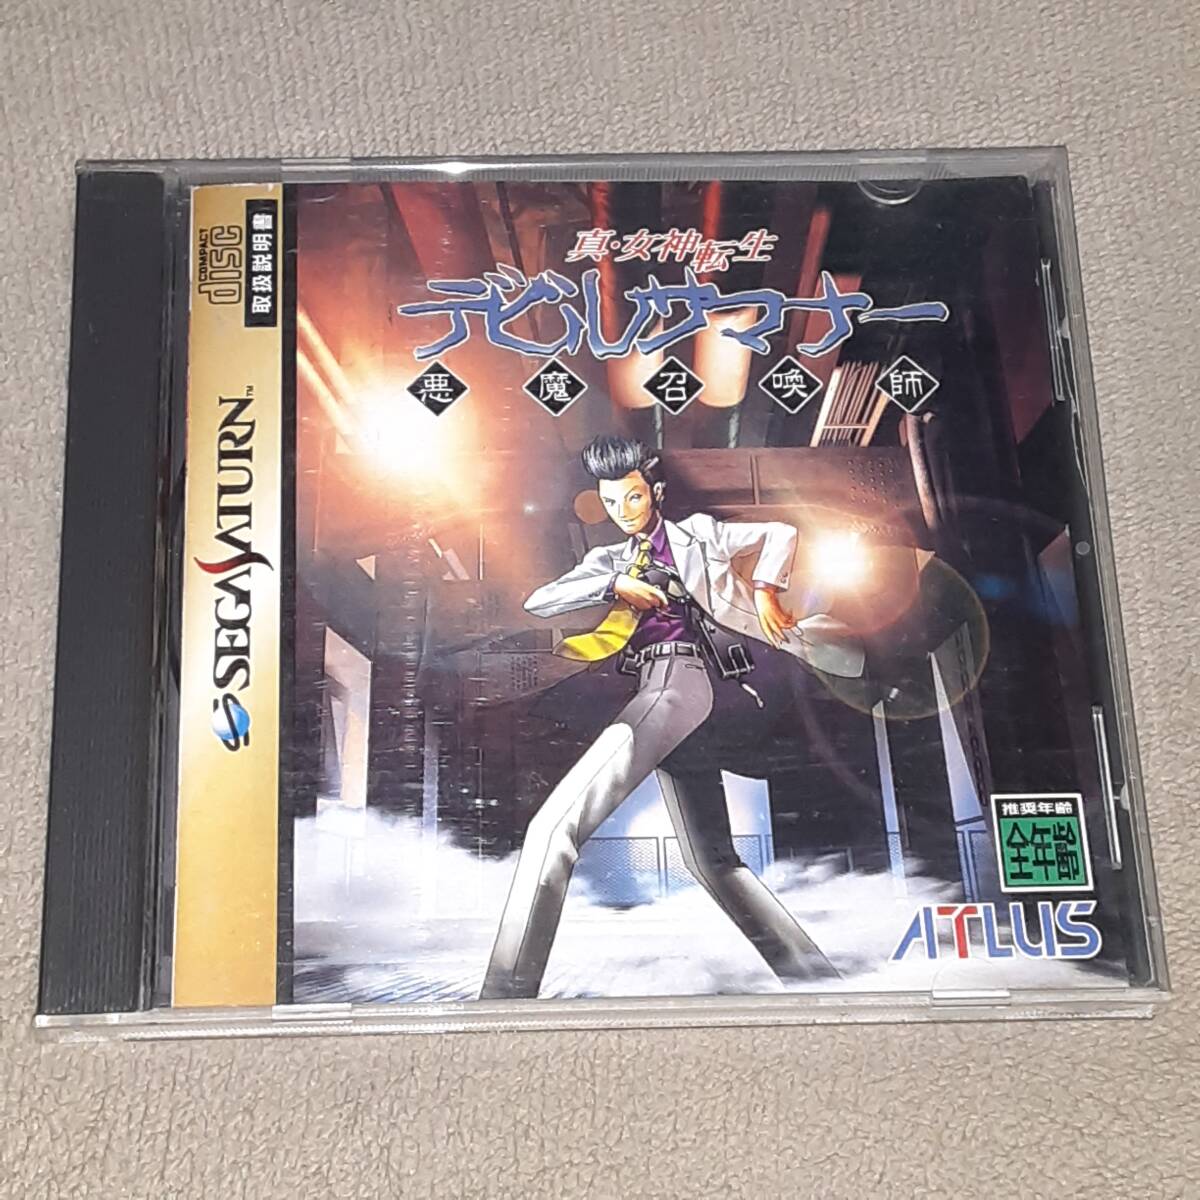 COMPACT
disc
取扱説明書
SEGA SATURN™
真・女神転生
デビルサマナー
悪魔召喚師
推奨年齢
全年齢
ATLUS